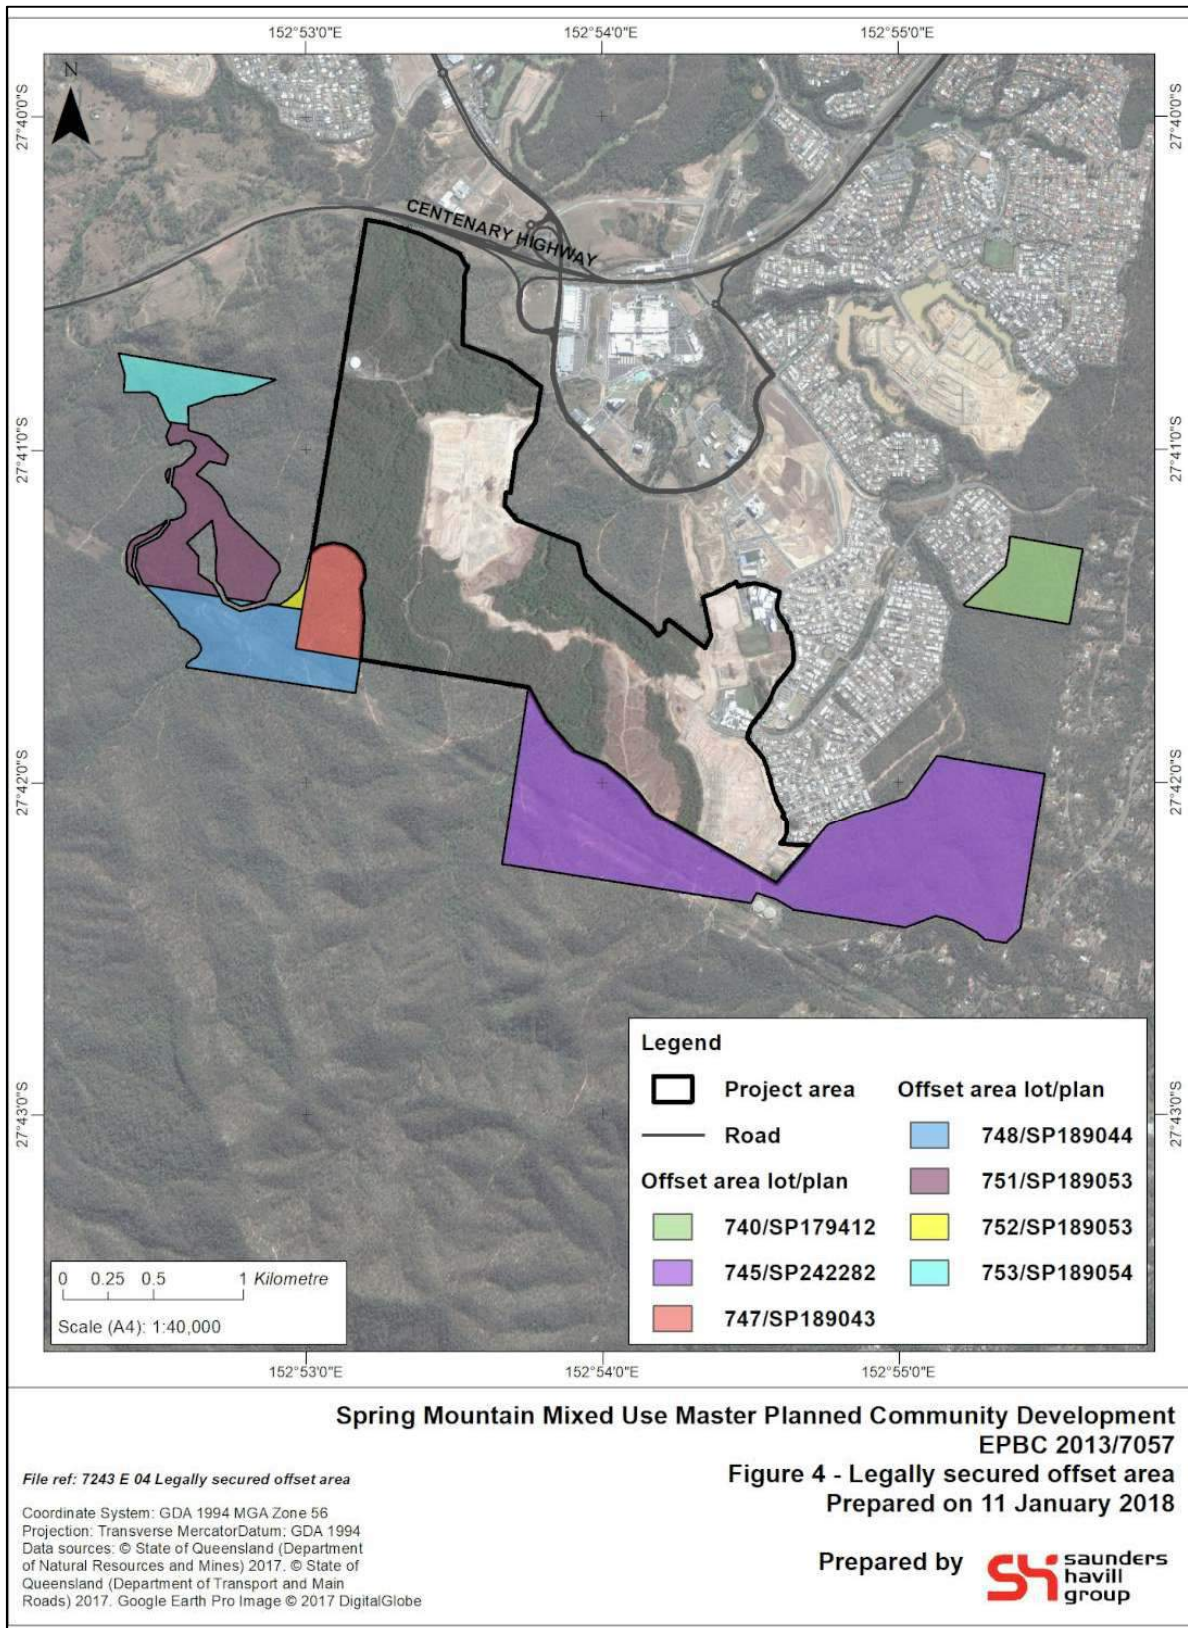 152°53'0"E 152°54'0"E 152°55'0"E
N
27°40'0"S 27°40'0"S
CENTENARY HIGHWAY
27°41'0"S 27°41'0"S
27°42'0"S 27°42'0"S
27°43'0"S 27°43'0"S
Legend
Project area
Road
Offset area lot/plan
740/SP179412
745/SP242282
747/SP189043
Offset area lot/plan
748/SP189044
751/SP189053
752/SP189053
753/SP189054
0 0.25 0.5 1 Kilometre
Scale (A4): 1:40,000
152°53'0"E 152°54'0"E 152°55'0"E
Spring Mountain Mixed Use Master Planned Community Development
EPBC 2013/7057
Figure 4 - Legally secured offset area
Prepared on 11 January 2018
File ref: 7243 E 04 Legally secured offset area
Coordinate System: GDA 1994 MGA Zone 56
Projection: Transverse MercatorDatum: GDA 1994
Data sources: © State of Queensland (Department
of Natural Resources and Mines) 2017. © State of
Queensland (Department of Transport and Main
Roads) 2017. Google Earth Pro Image © 2017 DigitalGlobe
Prepared by
saunders
havill
group